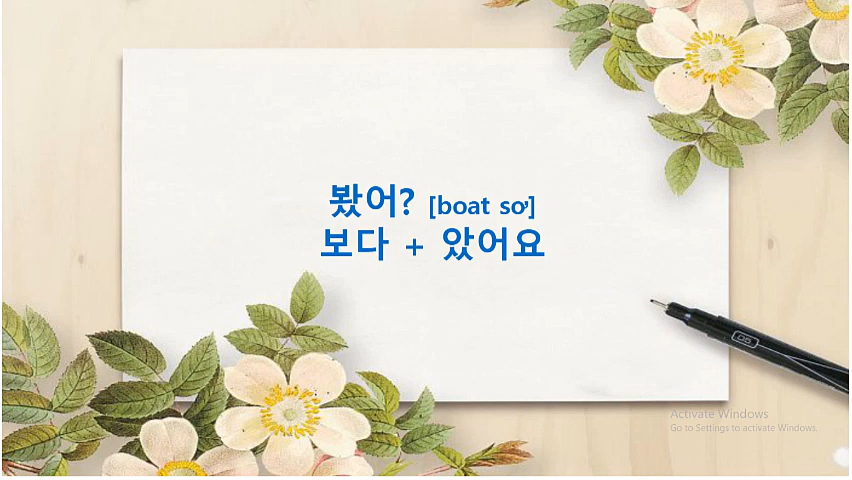 봤어? [boat sơ]
보다 + 았어요
Activate Windows
Go to Settings to activate Windows.